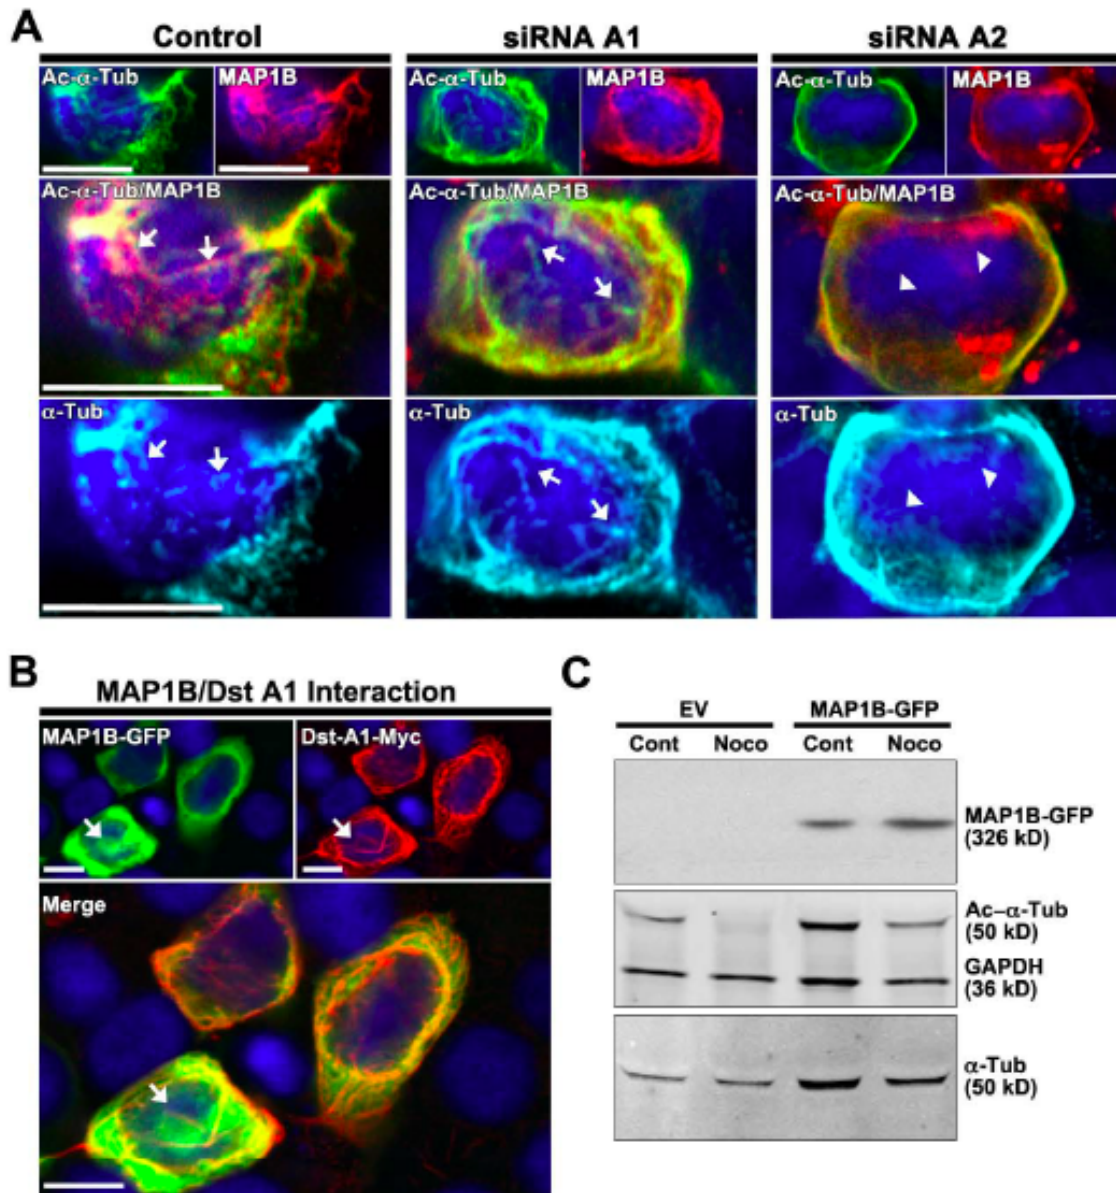 A
Control
siRNA A1
siRNA A2
Ac-α-Tub
MAP1B
Ac-α-Tub
MAP1B
Ac-α-Tub
MAP1B
Ac-α-Tub/MAP1B
Ac-α-Tub/MAP1B
Ac-α-Tub/MAP1B
α-Tub
α-Tub
α-Tub
B
MAP1B/Dst A1 Interaction
MAP1B-GFP
Dst-A1-Myc
Merge
C
EV
MAP1B-GFP
Cont
Noco
Cont
Noco
MAP1B-GFP
(326 kD)
Ac–α-Tub
(50 kD)
GAPDH
(36 kD)
α-Tub
(50 kD)